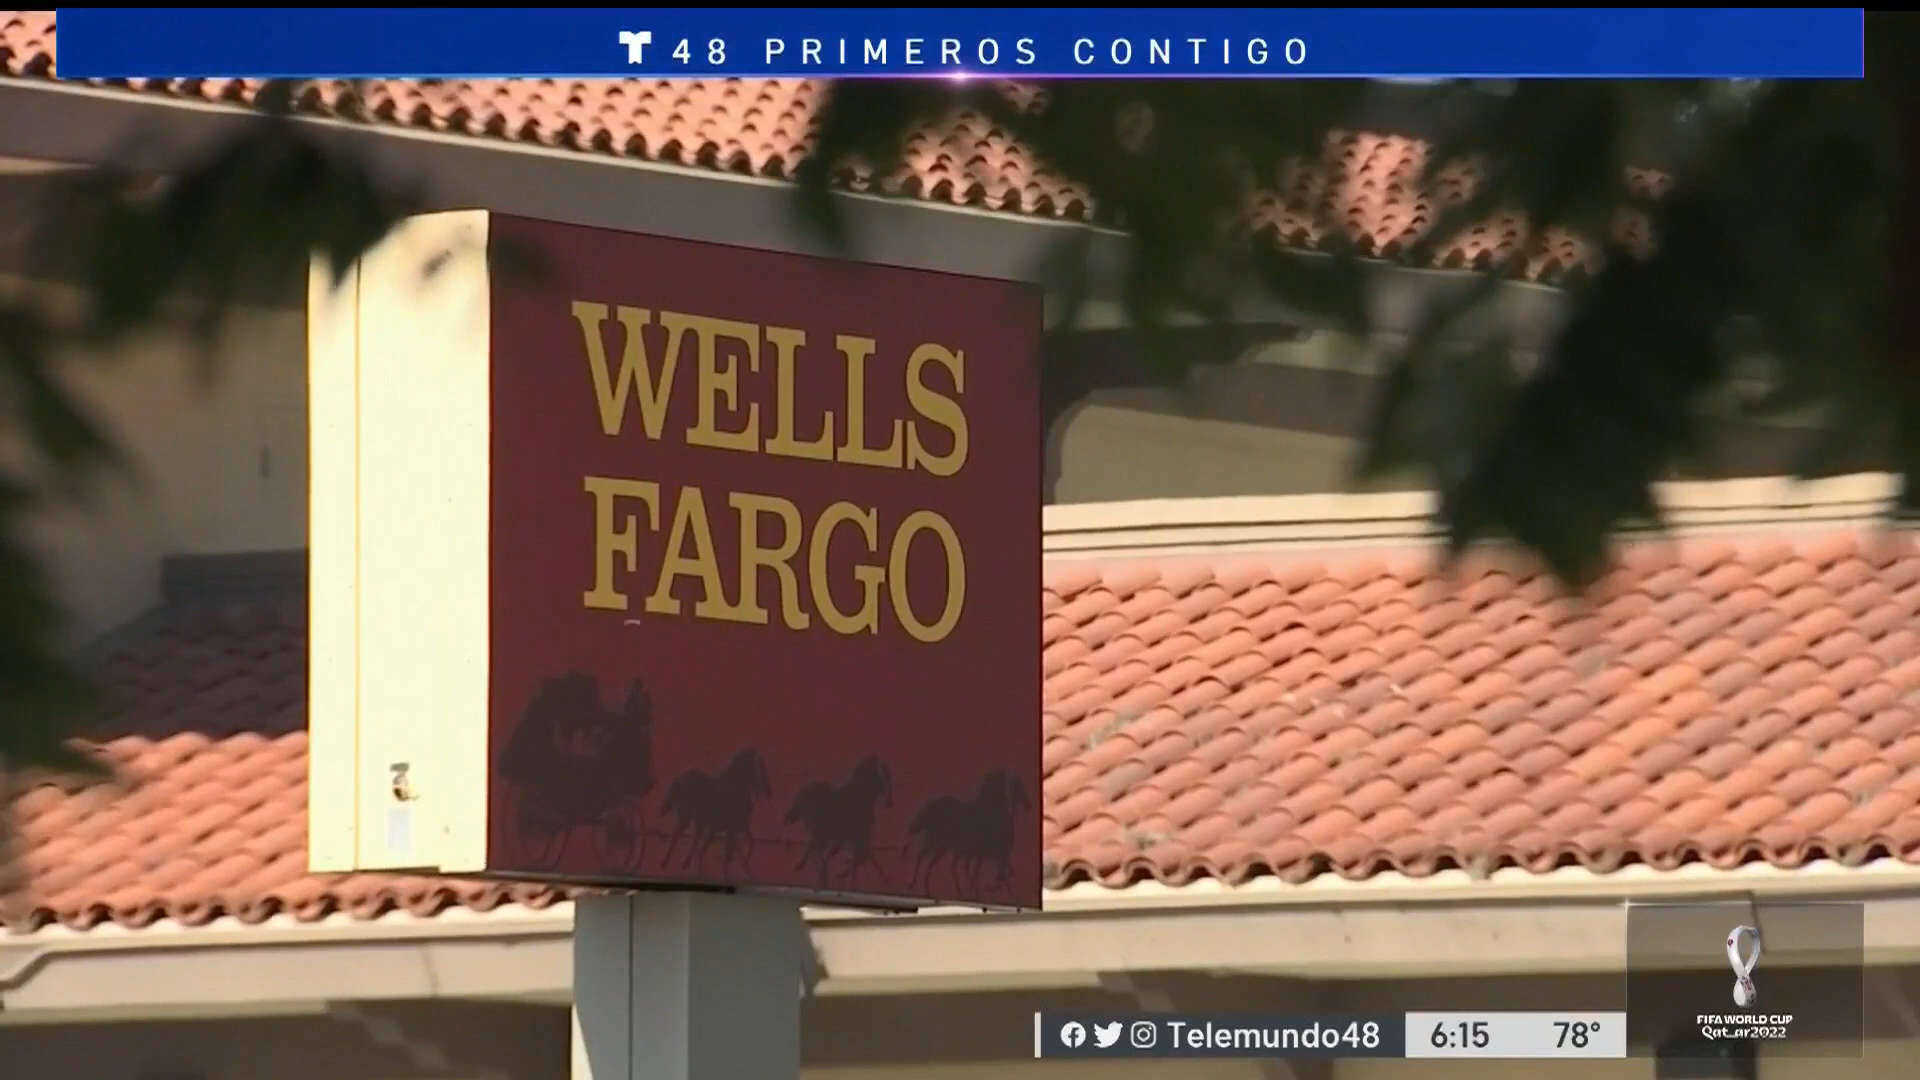 48 PRIMEROS CONTIGO
WELLS
FARGO
Telemundo48
6:15 78°
FIFA WORLD CUP
Qatar2022